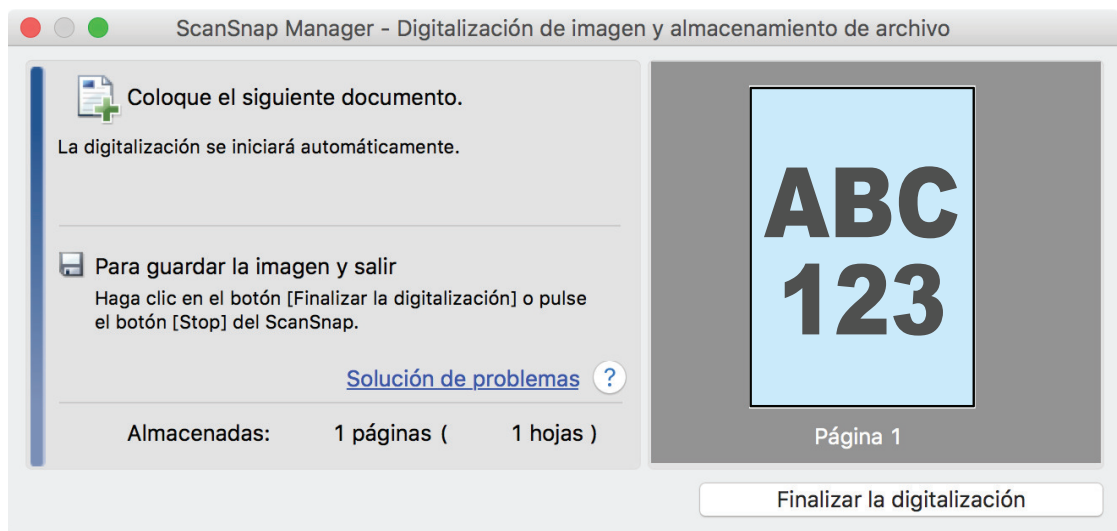 ScanSnap Manager - Digitalización de imagen y almacenamiento de archivo
Coloque el siguiente documento.
La digitalización se iniciará automáticamente.
Para guardar la imagen y salir
Haga clic en el botón [Finalizar la digitalización] o pulse
el botón [Stop] del ScanSnap.
Solución de problemas ?
Almacenadas: 1 páginas ( 1 hojas )
ABC
123
Página 1
Finalizar la digitalización